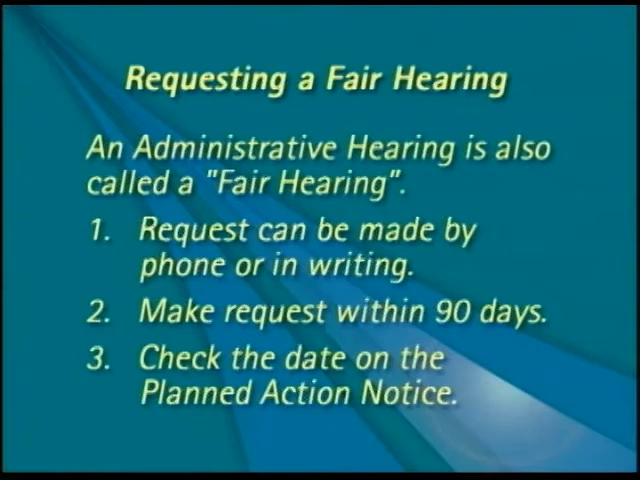 Requesting a Fair Hearing
An Administrative Hearing is also
called a "Fair Hearing".
1. Request can be made by
phone or in writing.
2. Make request within 90 days.
3. Check the date on the
Planned Action Notice.